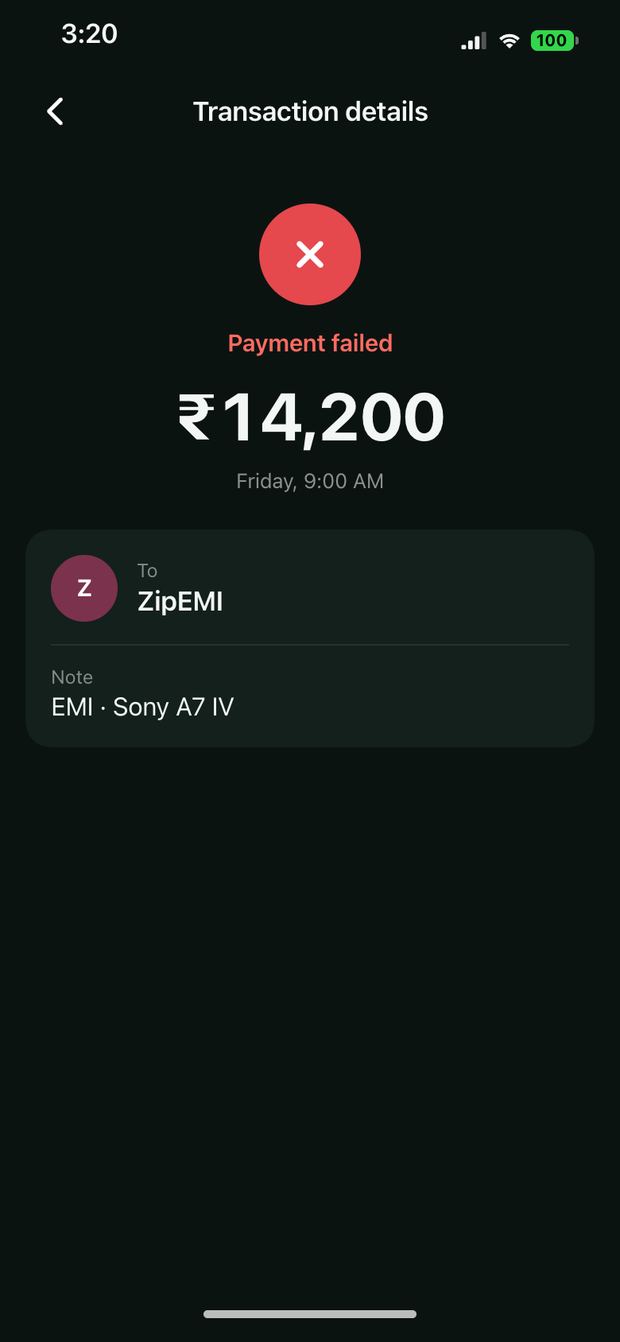 3:20
100
Transaction details
Payment failed
₹14,200
Friday, 9:00 AM
Z
To
ZipEMI
Note
EMI · Sony A7 IV